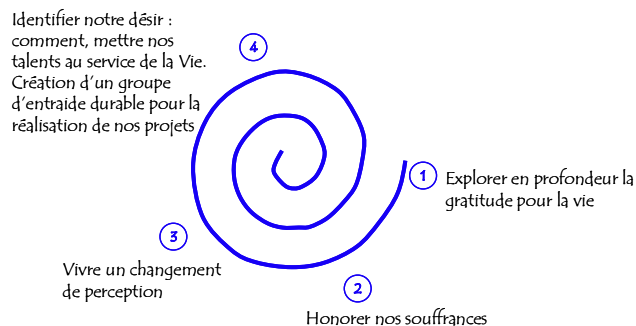 Identifier notre désir :
comment, mettre nos
talents au service de la Vie.
Création d'un groupe
d'entraide durable pour la
réalisation de nos projets
4
1
Explorer en profondeur la
gratitude pour la vie
3
Vivre un changement
de perception
2
Honorer nos souffrances